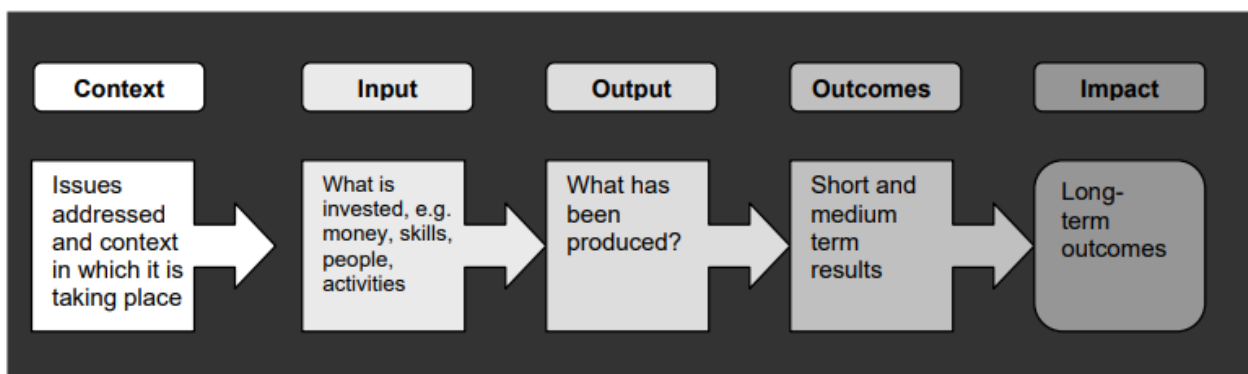 Context
Input
Output
Outcomes
Impact
Issues
addressed
and context
in which it is
taking place
What is
invested, e.g.
money, skills,
people,
activities
What has
been
produced?
Short and
medium
term
results
Long-
term
outcomes